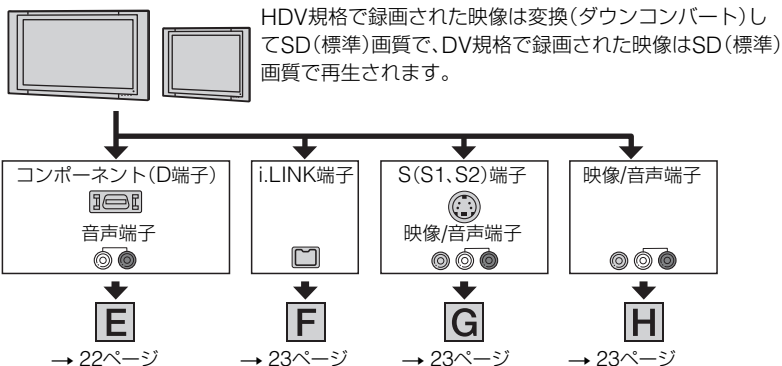 HDV規格で録画された映像は変換（ダウンコンバート）し
てSD（標準）画質で、DV規格で録画された映像はSD（標準）
画質で再生されます。
コンポーネント（D端子）
音声端子
E
→ 22ページ
i.LINK端子
F
→ 23ページ
S（S1、S2）端子
映像/音声端子
G
→ 23ページ
映像/音声端子
H
→ 23ページ